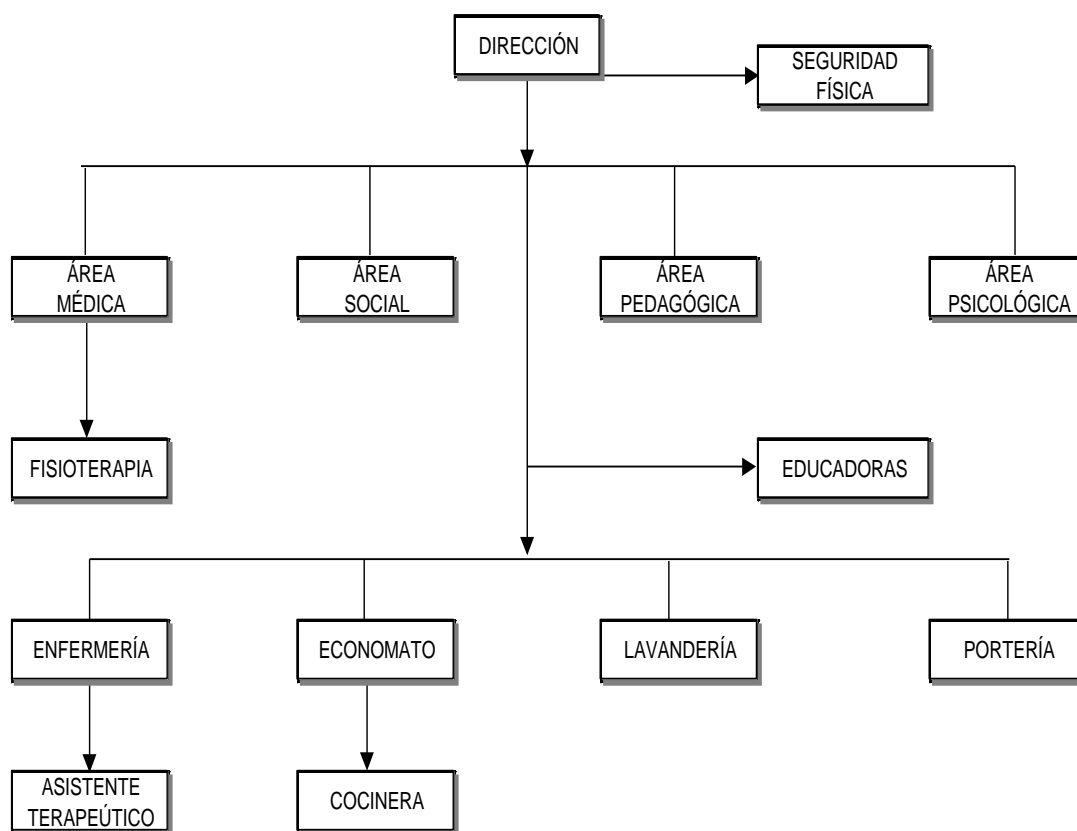 DIRECCIÓN
SEGURIDAD
FÍSICA
ÁREA
MÉDICA
ÁREA
SOCIAL
ÁREA
PEDAGÓGICA
ÁREA
PSICOLÓGICA
FISIOTERAPIA
EDUCADORAS
ENFERMERÍA
ECONOMATO
LAVANDERÍA
PORTERÍA
ASISTENTE
TERAPEÚTICO
COCINERA